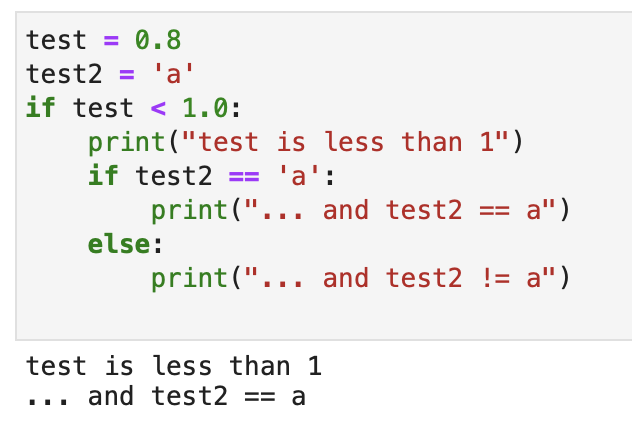 test = 0.8
test2 = 'a'
if test < 1.0:
    print("test is less than 1")
    if test2 == 'a':
        print("... and test2 == a")
    else:
        print("... and test2 != a")
test is less than 1
... and test2 == a